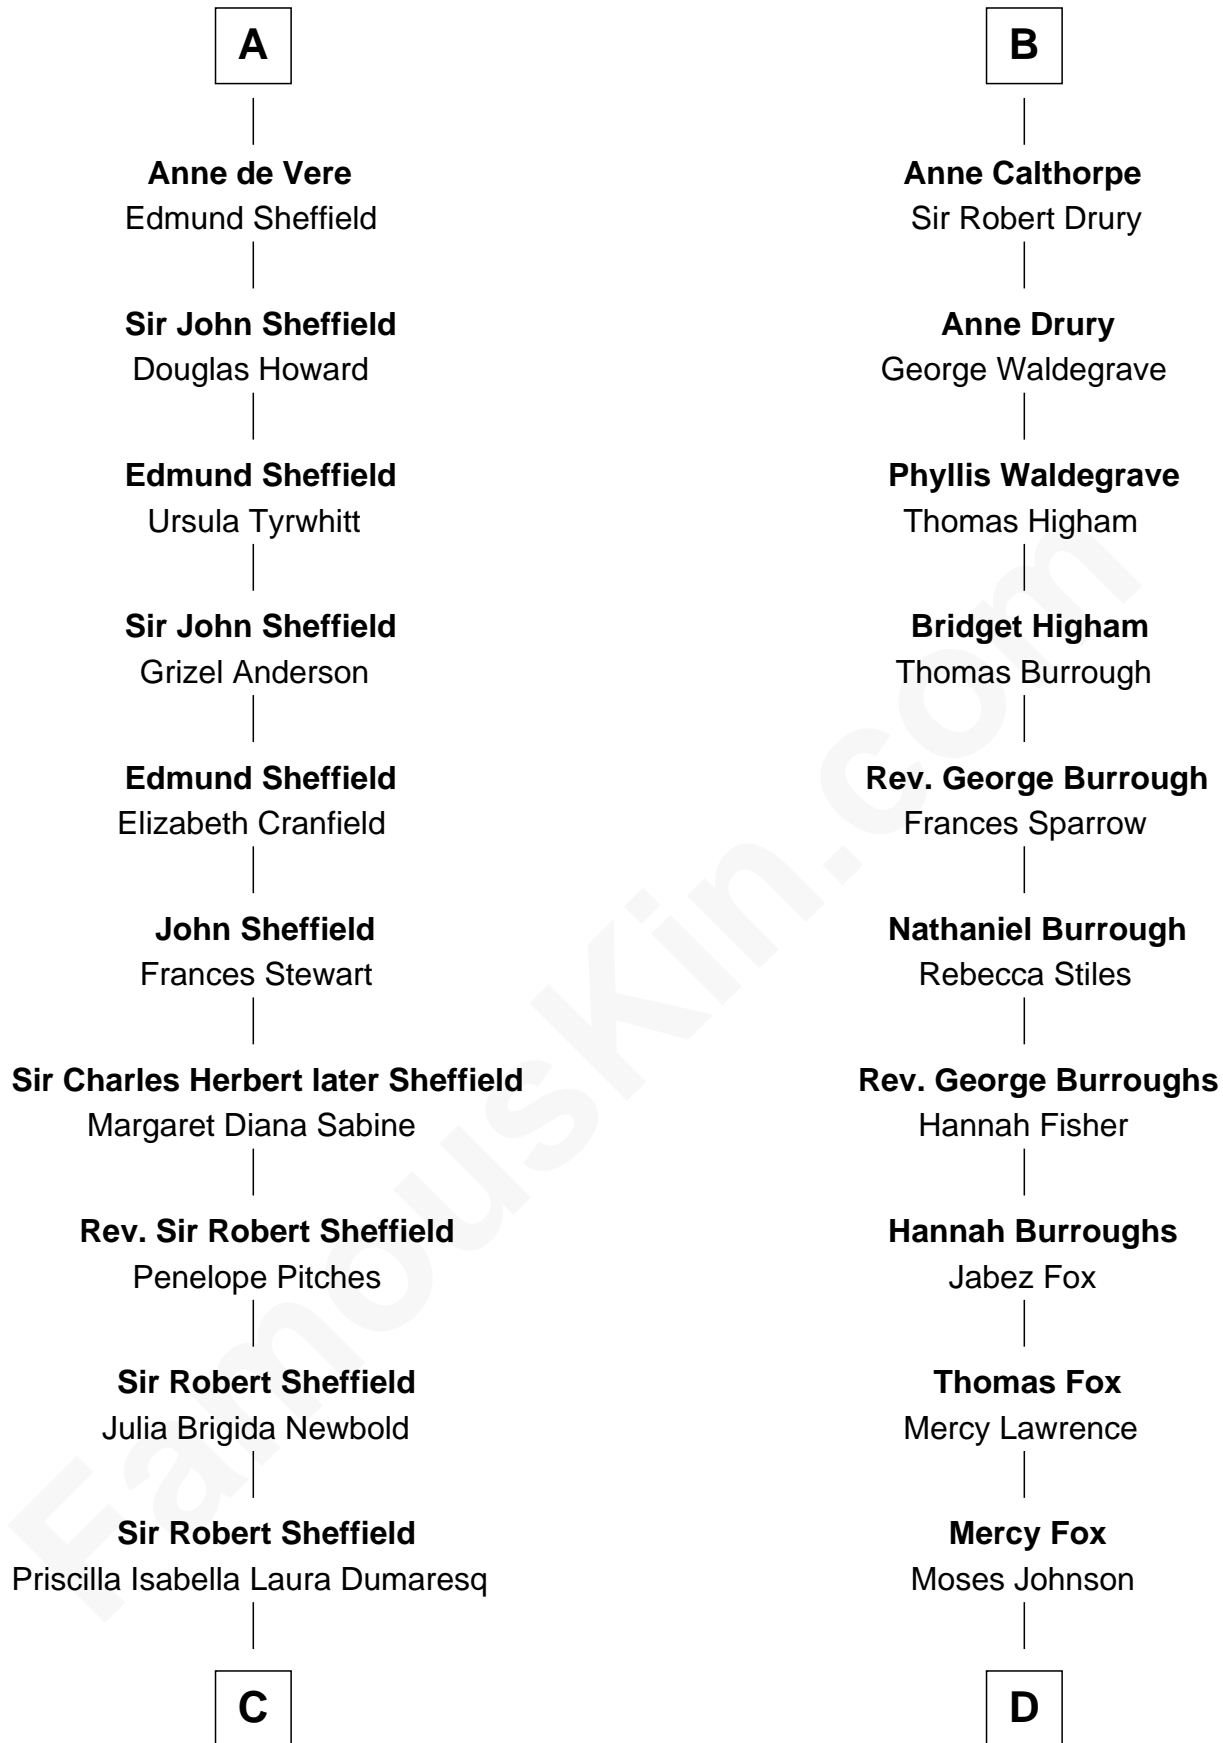 A
Anne de Vere
Edmund Sheffield
Sir John Sheffield
Douglas Howard
Edmund Sheffield
Ursula Tyrwhitt
Sir John Sheffield
Grizel Anderson
Edmund Sheffield
Elizabeth Cranfield
John Sheffield
Frances Stewart
Sir Charles Herbert later Sheffield
Margaret Diana Sabine
Rev. Sir Robert Sheffield
Penelope Pitches
Sir Robert Sheffield
Julia Brigida Newbold
Sir Robert Sheffield
Priscilla Isabella Laura Dumaresq
C
B
Anne Calthorpe
Sir Robert Drury
Anne Drury
George Waldegrave
Phyllis Waldegrave
Thomas Higham
Bridget Higham
Thomas Burrough
Rev. George Burrough
Frances Sparrow
Nathaniel Burrough
Rebecca Stiles
Rev. George Burroughs
Hannah Fisher
Hannah Burroughs
Jabez Fox
Thomas Fox
Mercy Lawrence
Mercy Fox
Moses Johnson
D
FamousKin.com